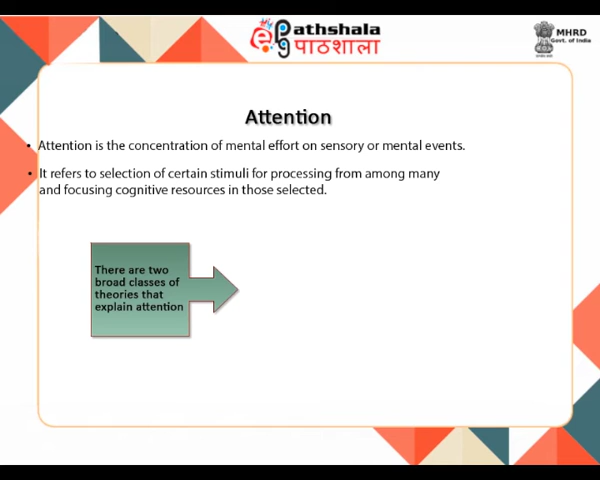 Pathshala
पाठशाला
MHRD
Govt. of India
Attention
• Attention is the concentration of mental effort on sensory or mental events.
• It refers to selection of certain stimuli for processing from among many
and focusing cognitive resources in those selected.
There are two
broad classes of
theories that
explain attention